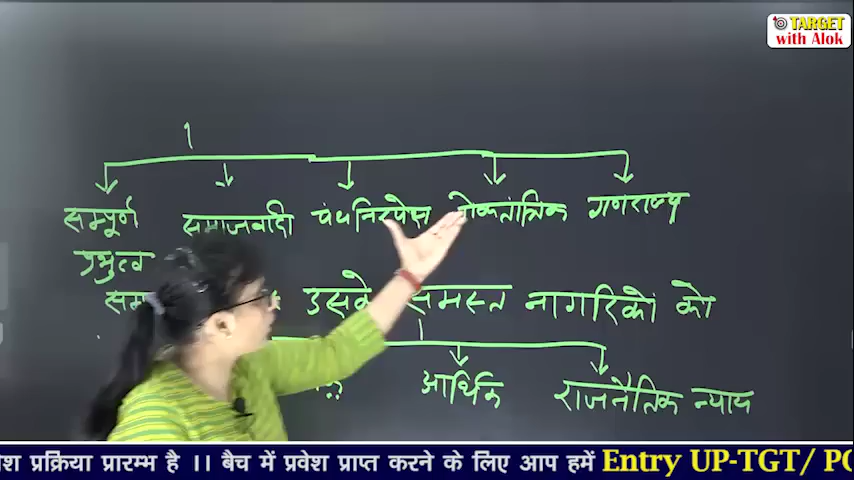 TARGET
with Alok
सम्पूर्ण समाजवादी पंथनिरपेक्ष लोकतांत्रिक गणराज्य
प्रभुत्व
सम उसके समस्त नागरिकों को
आर्थिक राजनैतिक न्याय
श प्रक्रिया प्रारम्भ है ।। बैच में प्रवेश प्राप्त करने के लिए आप हमें Entry UP-TGT/ PG